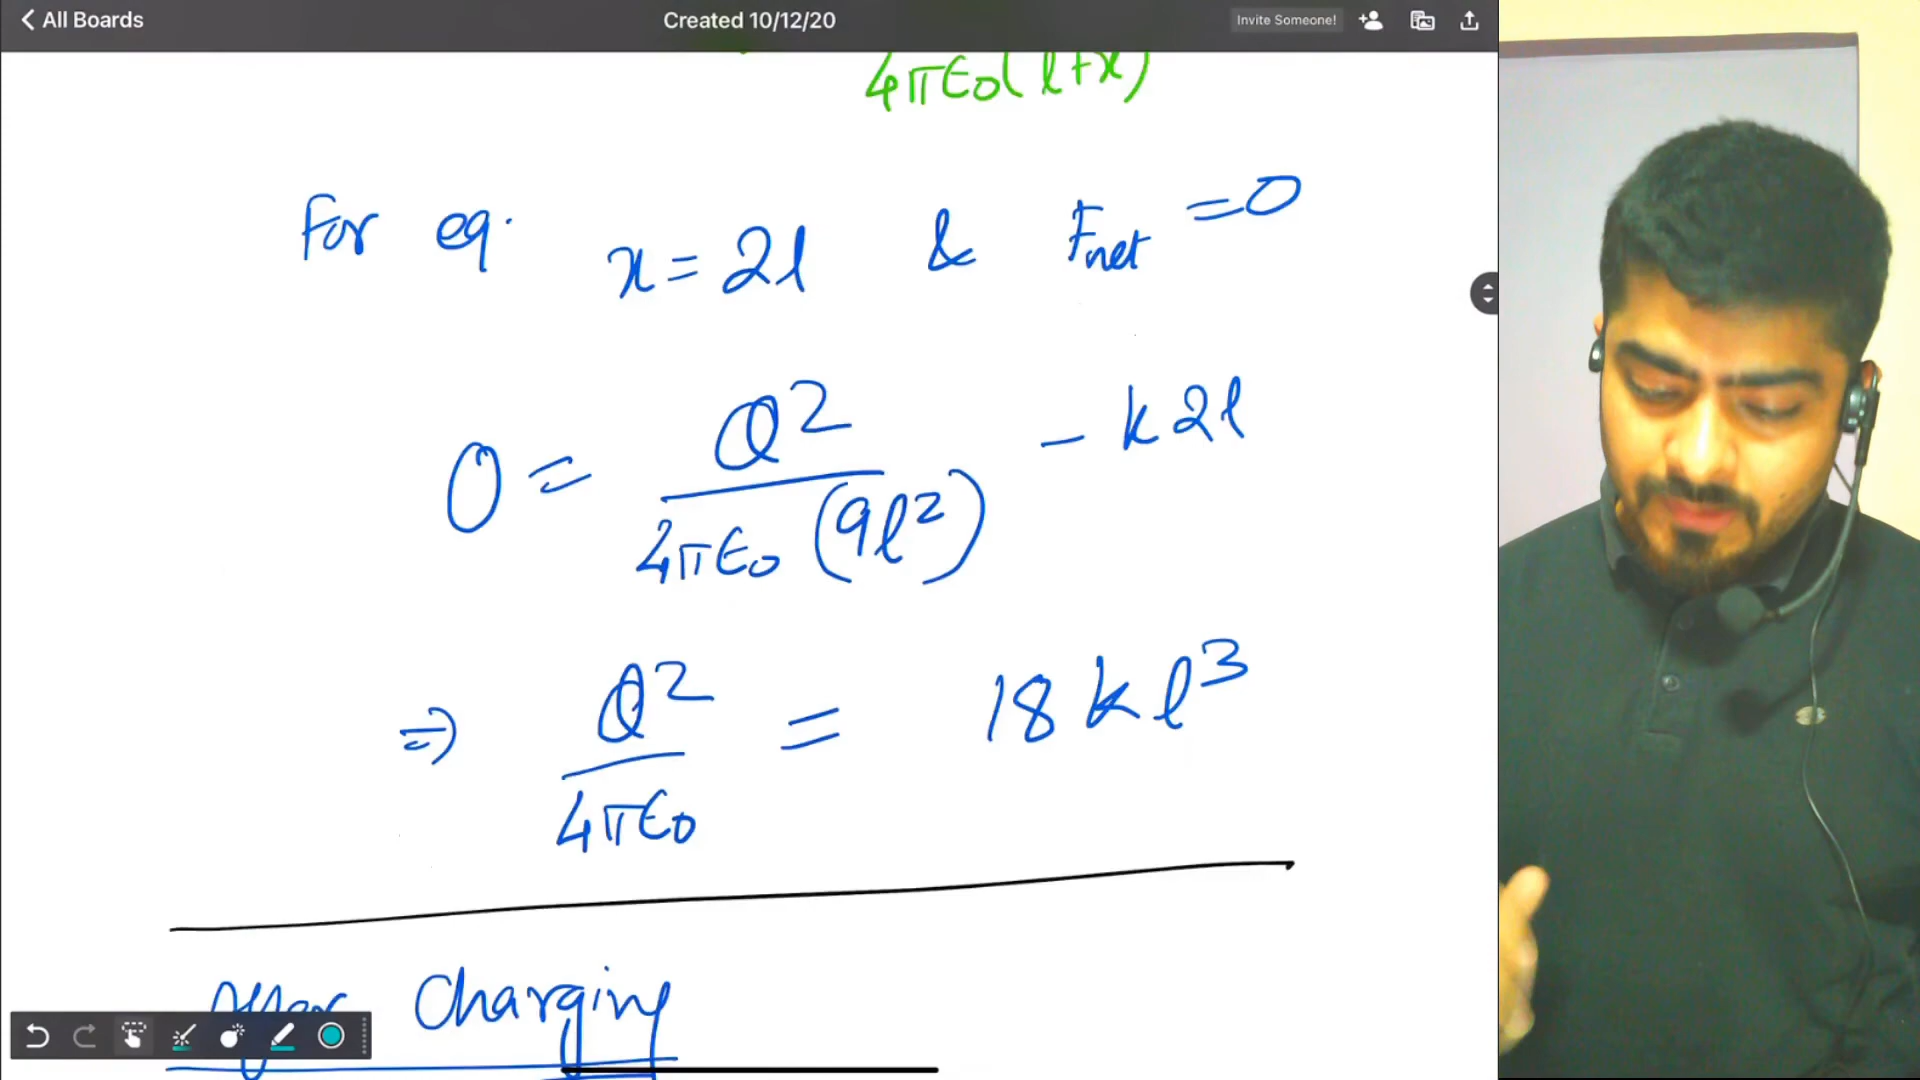 All Boards
Created 10/12/20
Invite Someone!
4πε₀(l+x)
For eq. x = 2l & Fnet = 0
0 = Q² / 4πε₀ (9l²) - k2l
⇒ Q² / 4πε₀ = 18kl³
After Charging